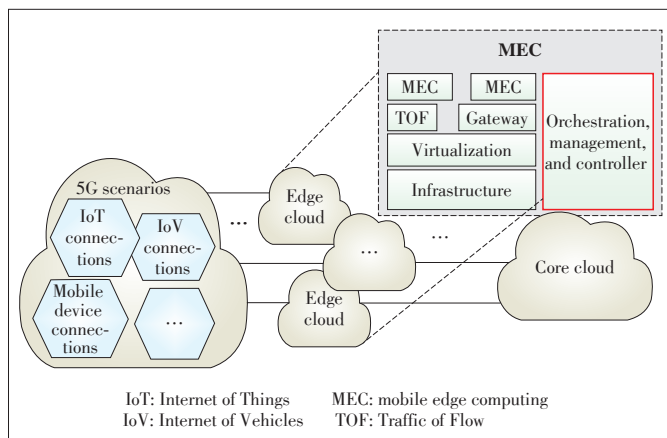 MEC
MEC
MEC
TOF
Gateway
Virtualization
Infrastructure
Orchestration,
management,
and controller
5G scenarios
IoT
connec-
tions
IoV
connec-
tions
Mobile
device
connec-
tions
...
...
Edge
cloud
...
...
Edge
cloud
Core cloud
IoT: Internet of Things
MEC: mobile edge computing
IoV: Internet of Vehicles
TOF: Traffic of Flow